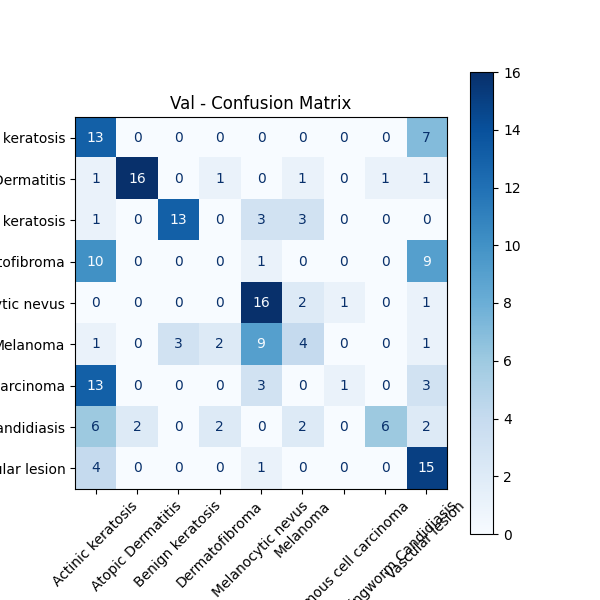 Val - Confusion Matrix
keratosis 13 0 0 0 0 0 0 0 7
Dermatitis 1 16 0 1 0 1 0 1 1
keratosis 1 0 13 0 3 3 0 0 0
tofibroma 10 0 0 0 1 0 0 0 9
ytic nevus 0 0 0 0 16 2 1 0 1
Melanoma 1 0 3 2 9 4 0 0 1
arcinoma 13 0 0 0 3 0 1 0 3
andidiasis 6 2 0 2 0 2 0 6 2
ular lesion 4 0 0 0 1 0 0 0 15
Actinic keratosis
Atopic Dermatitis
Benign keratosis
Dermatofibroma
Melanocytic nevus
Melanoma
mous cell carcinoma
ngworm Candidiasis
Vascular lesion
16
14
12
10
8
6
4
2
0